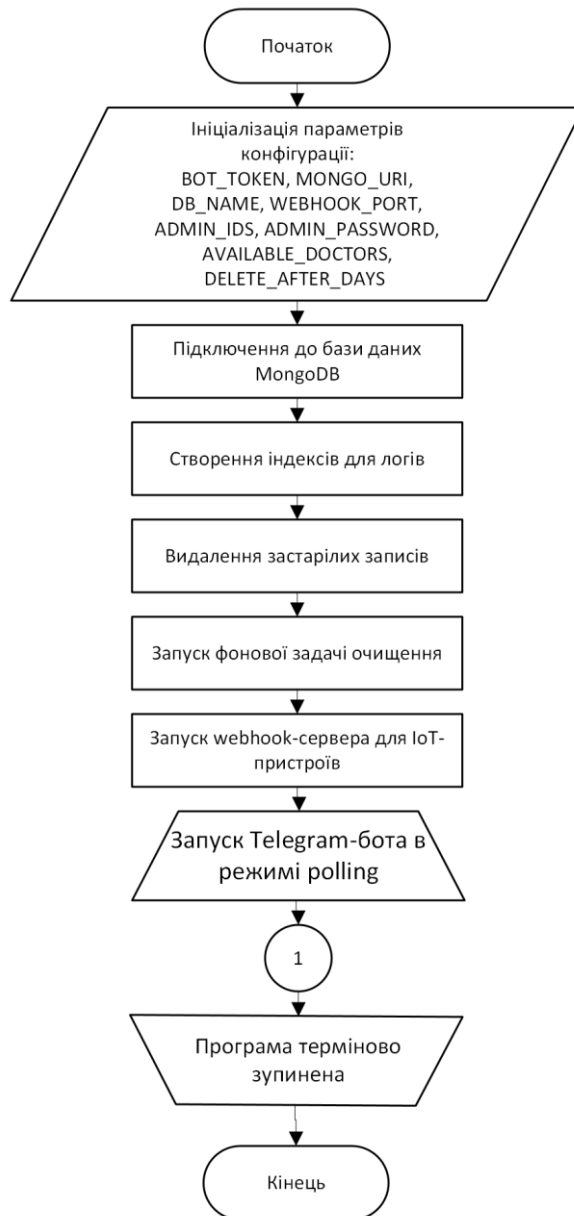 Початок
Ініціалізація параметрів
конфігурації:
BOT_TOKEN, MONGO_URI,
DB_NAME, WEBHOOK_PORT,
ADMIN_IDS, ADMIN_PASSWORD,
AVAILABLE_DOCTORS,
DELETE_AFTER_DAYS
Підключення до бази даних
MongoDB
Створення індексів для логів
Видалення застарілих записів
Запуск фонової задачі очищення
Запуск webhook-сервера для IoT-
пристроїв
Запуск Telegram-бота в
режимі polling
1
Програма терміново
зупинена
Кінець